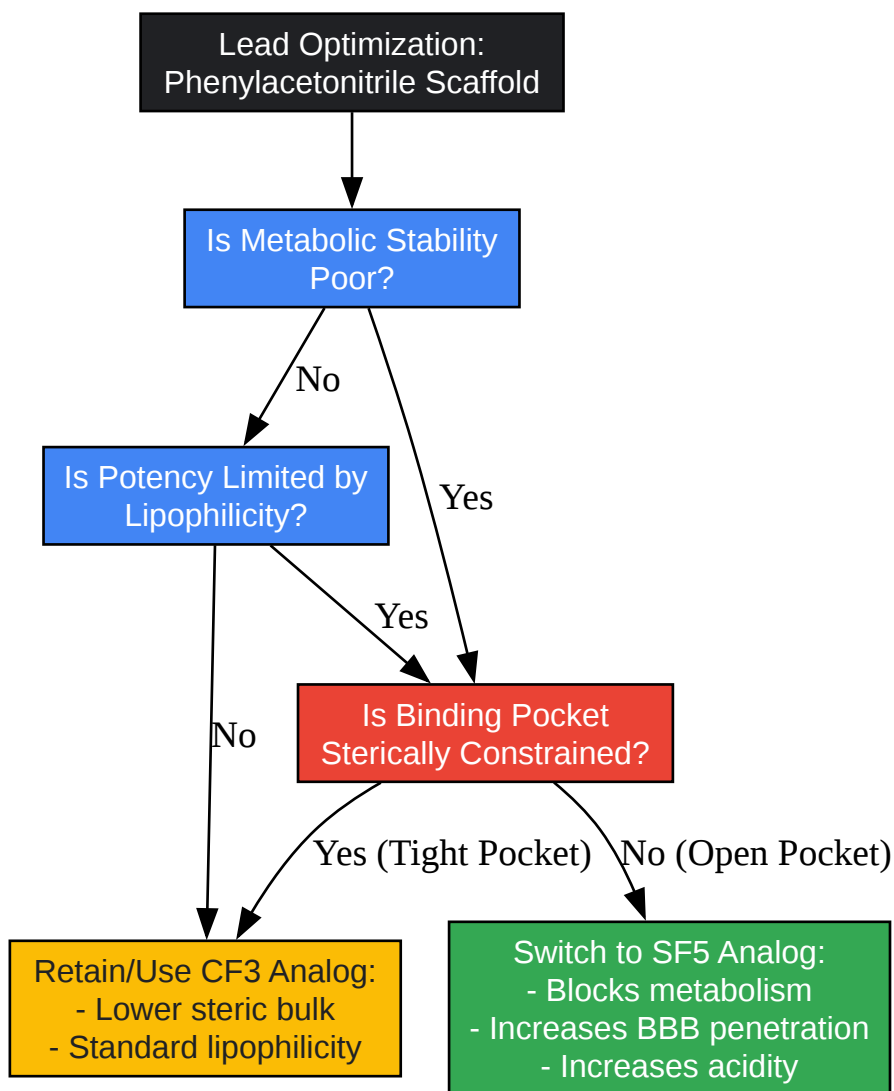 Lead Optimization:
Phenylacetonitrile Scaffold
Is Metabolic Stability
Poor?
No
Yes
Is Potency Limited by
Lipophilicity?
Yes
No
Is Binding Pocket
Sterically Constrained?
Yes (Tight Pocket)
No (Open Pocket)
Retain/Use CF3 Analog:
- Lower steric bulk
- Standard lipophilicity
Switch to SF5 Analog:
- Blocks metabolism
- Increases BBB penetration
- Increases acidity